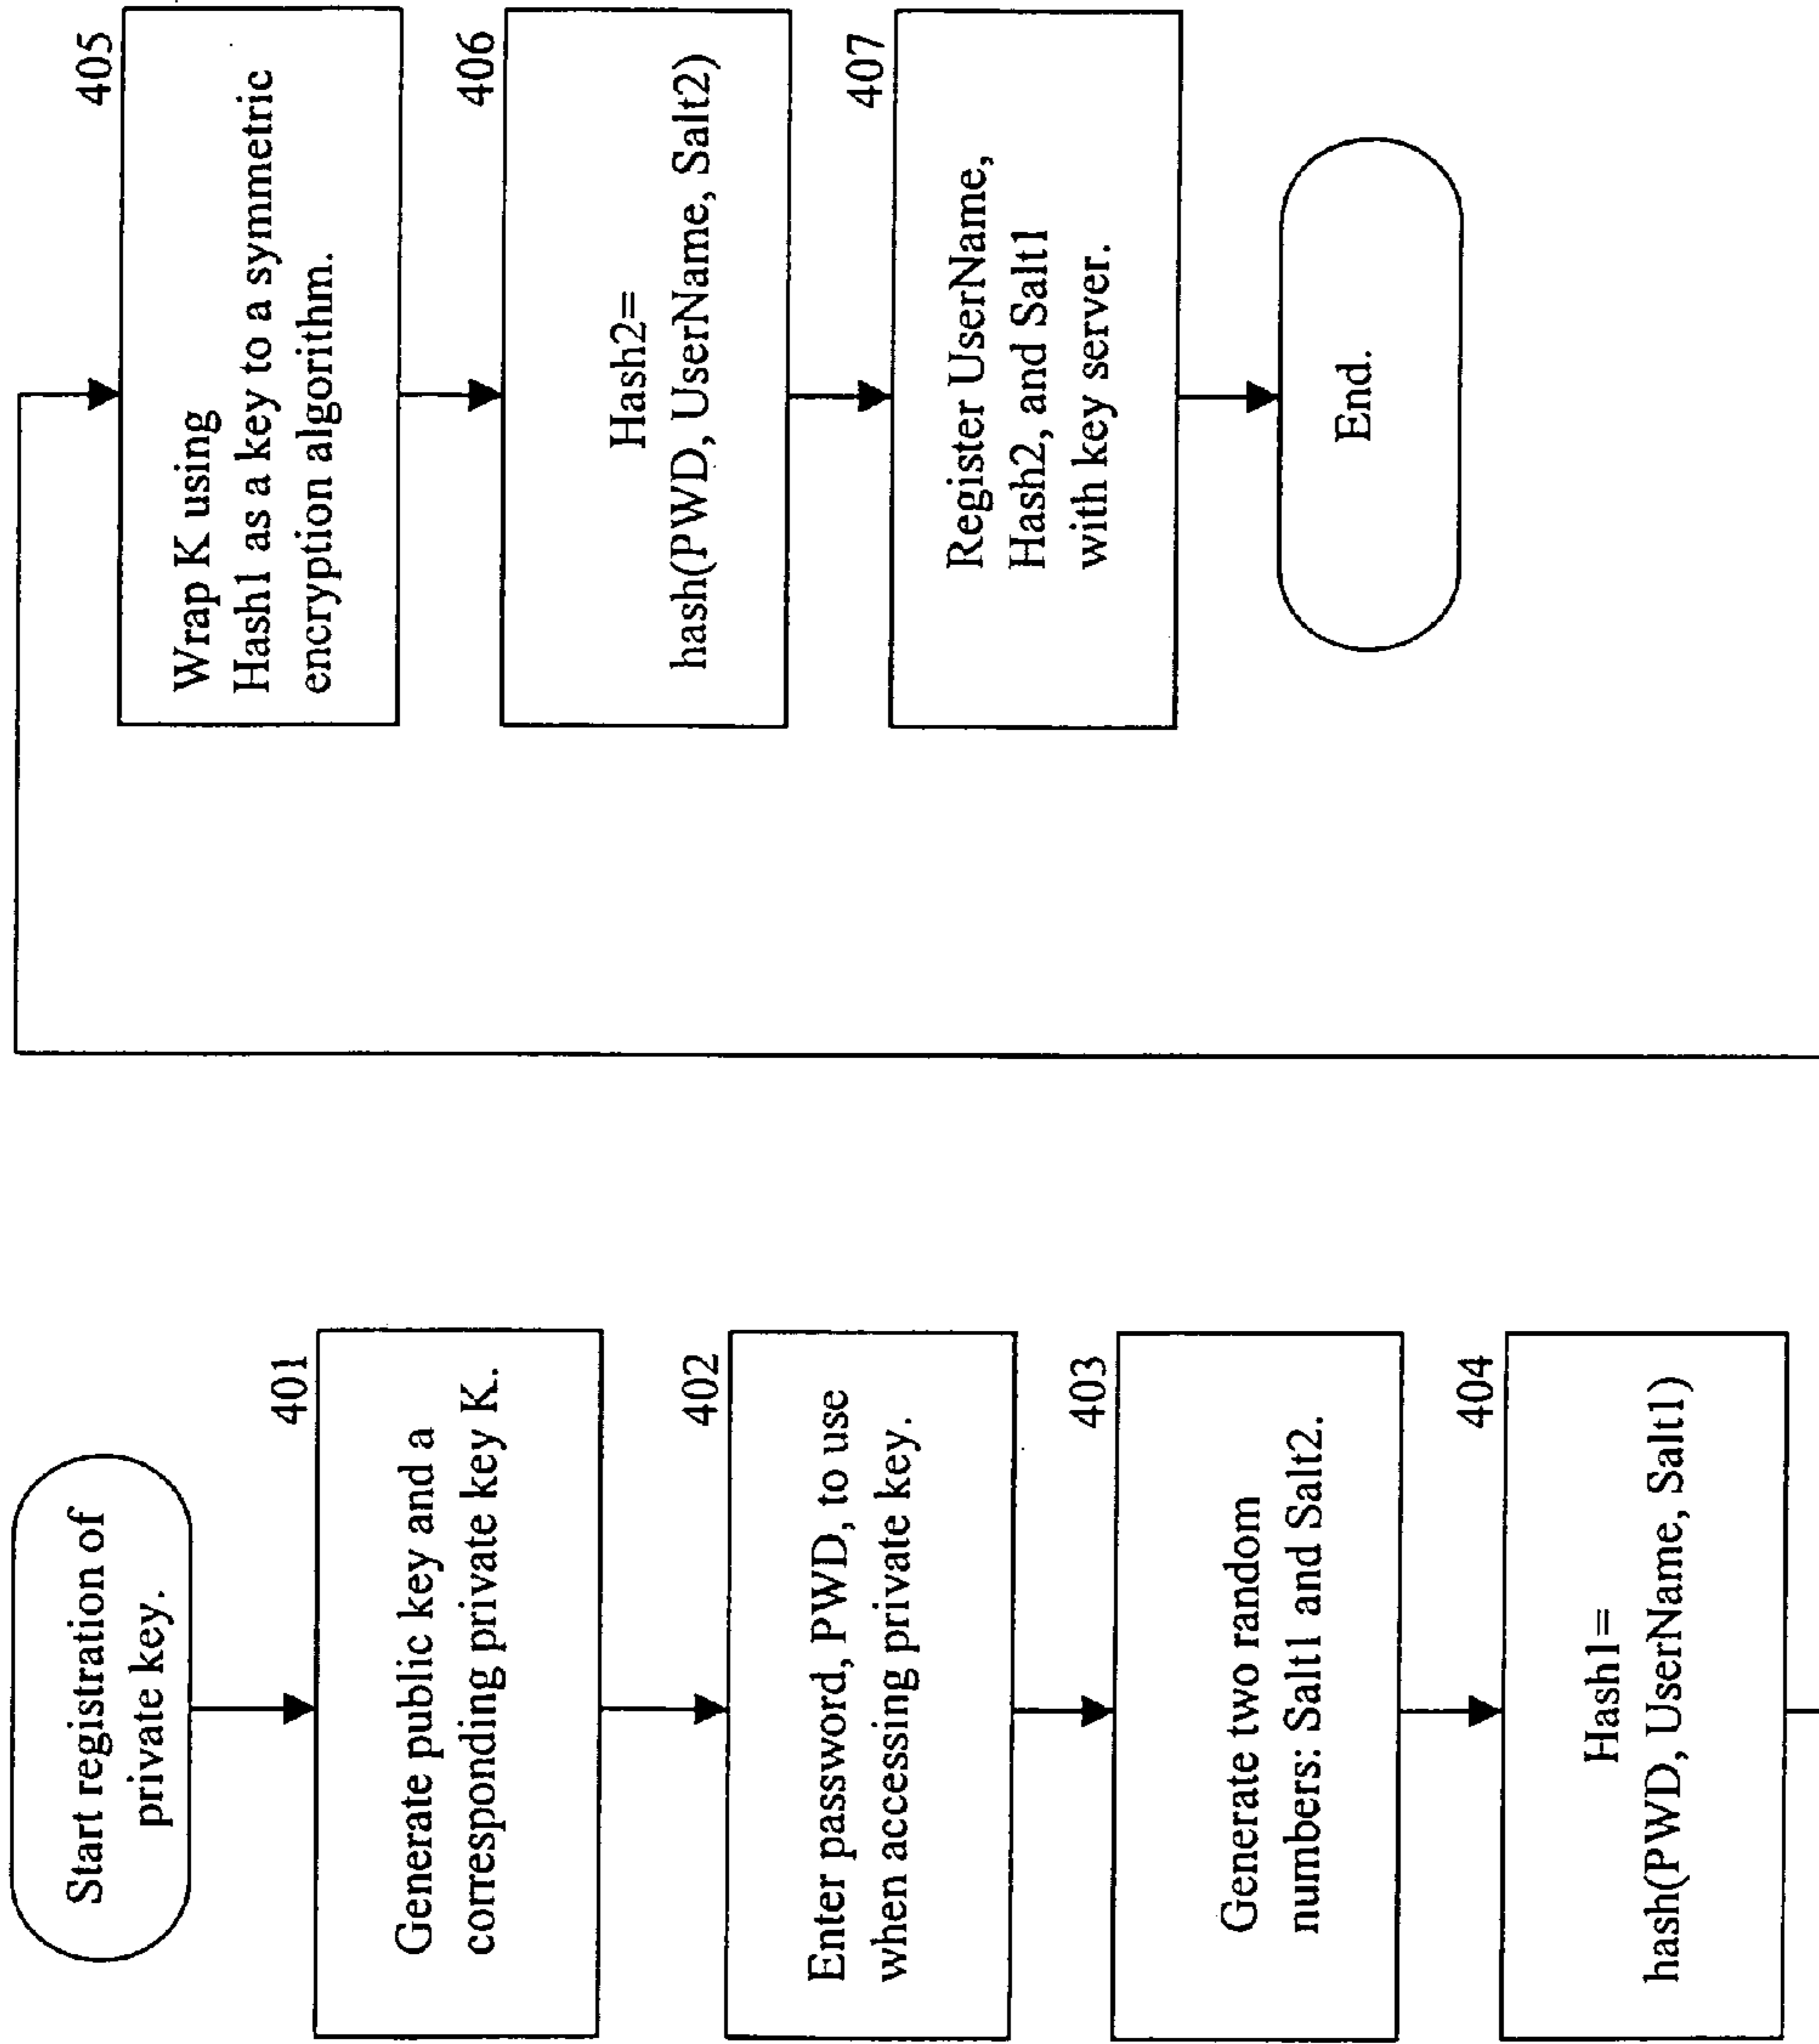 Start registration of
private key.
401
Generate public key and a
corresponding private key K.
402
Enter password, PWD, to use
when accessing private key.
403
Generate two random
numbers: Salt1 and Salt2.
404
Hash1=
hash(PWD, UserName, Salt1)
405
Wrap K using
Hash1 as a key to a symmetric
encryption algorithm.
406
Hash2=
hash(PWD, UserName, Salt2)
407
Register UserName,
Hash2, and Salt1
with key server.
End.